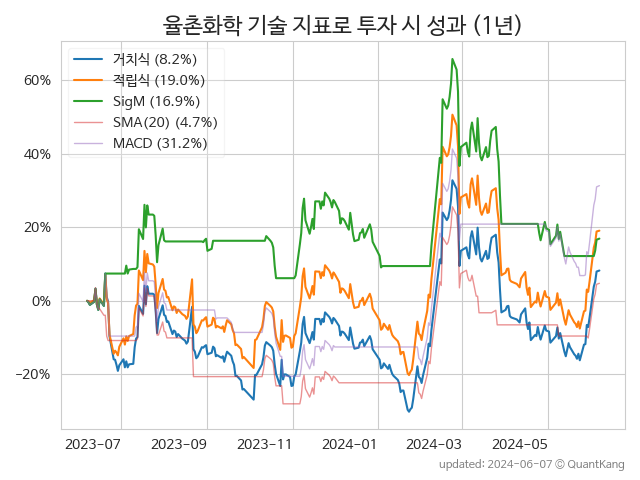 율촌화학 기술 지표로 투자 시 성과 (1년)
거치식 (8.2%)
적립식 (19.0%)
SigM (16.9%)
SMA(20) (4.7%)
MACD (31.2%)
60%
40%
20%
0%
−20%
2023-07 2023-09 2023-11 2024-01 2024-03 2024-05
updated: 2024-06-07 ⓒ QuantKang